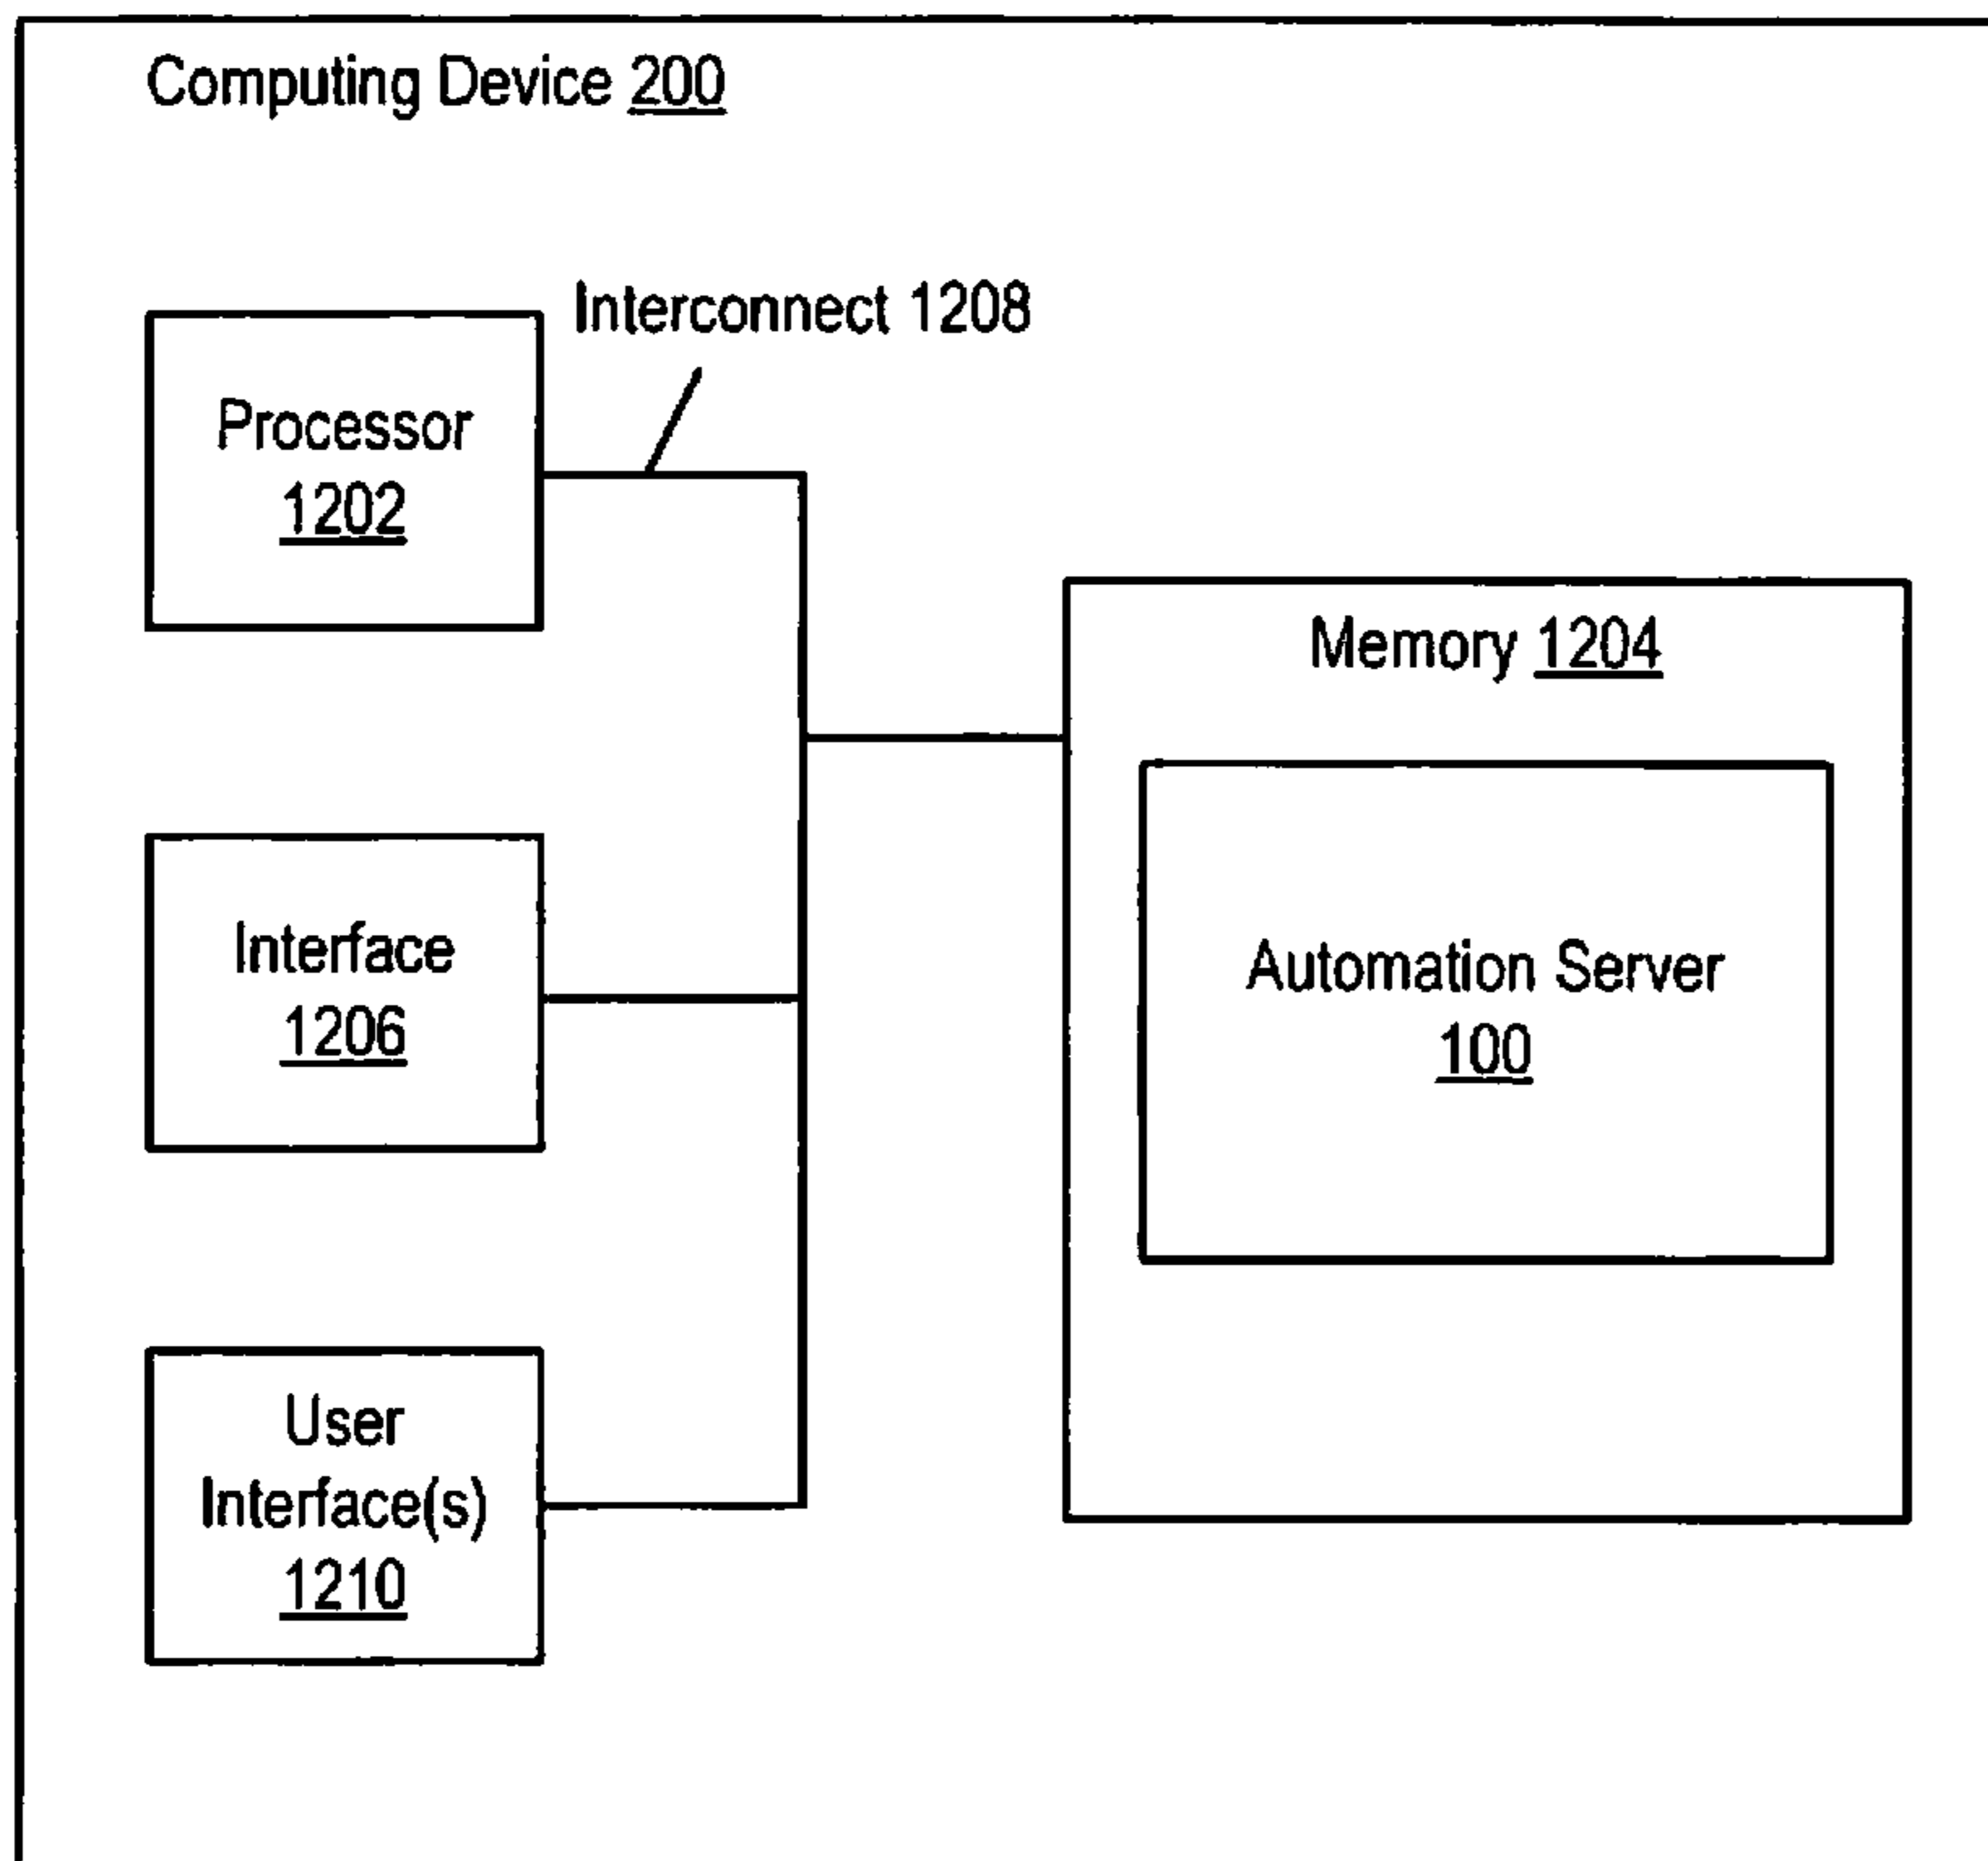 Computing Device 200
Interconnect 1208
Processor
1202
Memory 1204
Interface
1206
Automation Server
100
User
Interface(s)
1210